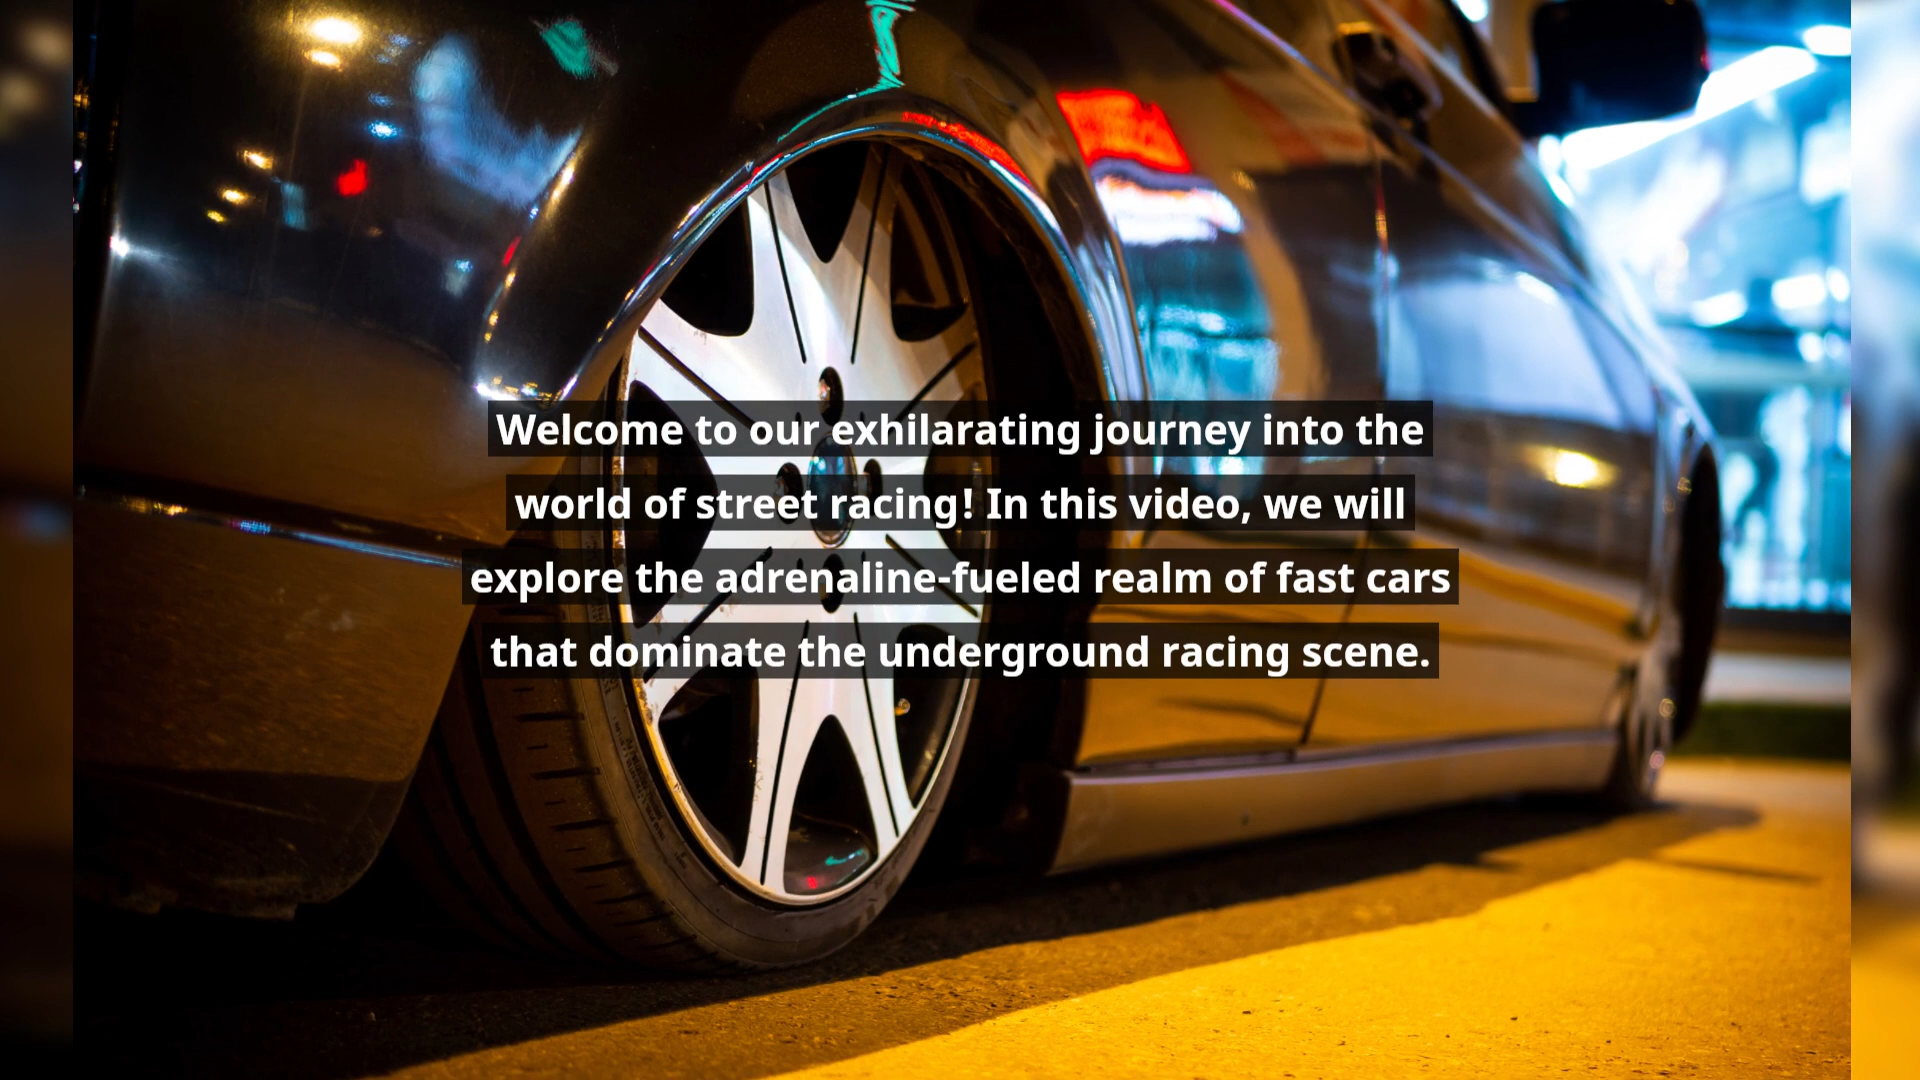 Welcome to our exhilarating journey into the
world of street racing! In this video, we will
explore the adrenaline-fueled realm of fast cars
that dominate the underground racing scene.